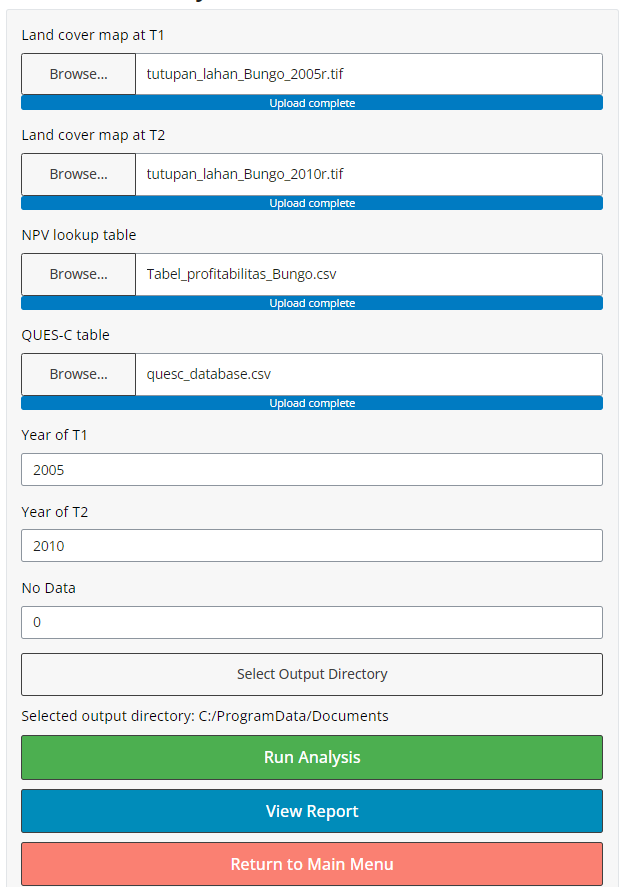 Land cover map at T1
Browse... tutupan_lahan_Bungo_2005r.tif
Upload complete
Land cover map at T2
Browse... tutupan_lahan_Bungo_2010r.tif
Upload complete
NPV lookup table
Browse... Tabel_profitabilitas_Bungo.csv
Upload complete
QUES-C table
Browse... quesc_database.csv
Upload complete
Year of T1
2005
Year of T2
2010
No Data
0
Select Output Directory
Selected output directory: C:/ProgramData/Documents
Run Analysis
View Report
Return to Main Menu